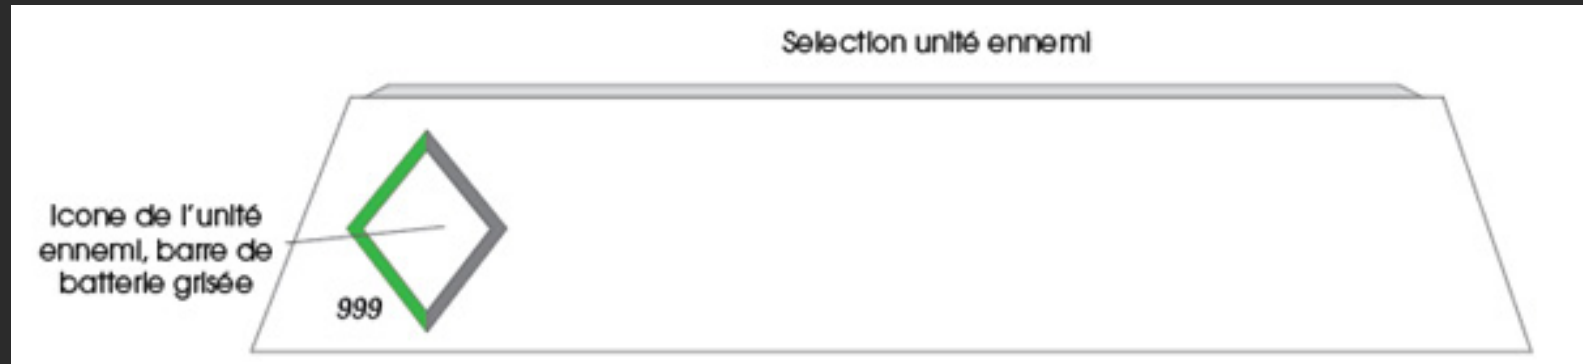 Selection unité ennemi
Icone de l'unité
ennemi, barre de
batterie grisée
999